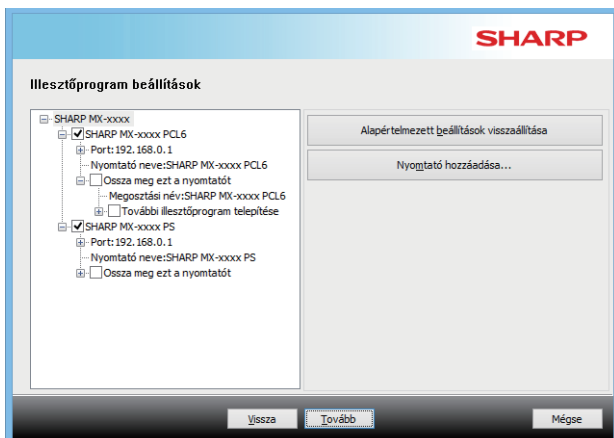 SHARP
Illesztőprogram beállítások
SHARP MX-xxxx
SHARP MX-xxxx PCL6
Port:192.168.0.1
Nyomtató neve:SHARP MX-xxxx PCL6
Ossza meg ezt a nyomtatót
Megosztási név:SHARP MX-xxxx PCL6
További illesztőprogram telepítése
SHARP MX-xxxx PS
Port:192.168.0.1
Nyomtató neve:SHARP MX-xxxx PS
Ossza meg ezt a nyomtatót
Alapértelmezett beállítások visszaállítása
Nyomtató hozzáadása...
Vissza
Tovább
Mégse